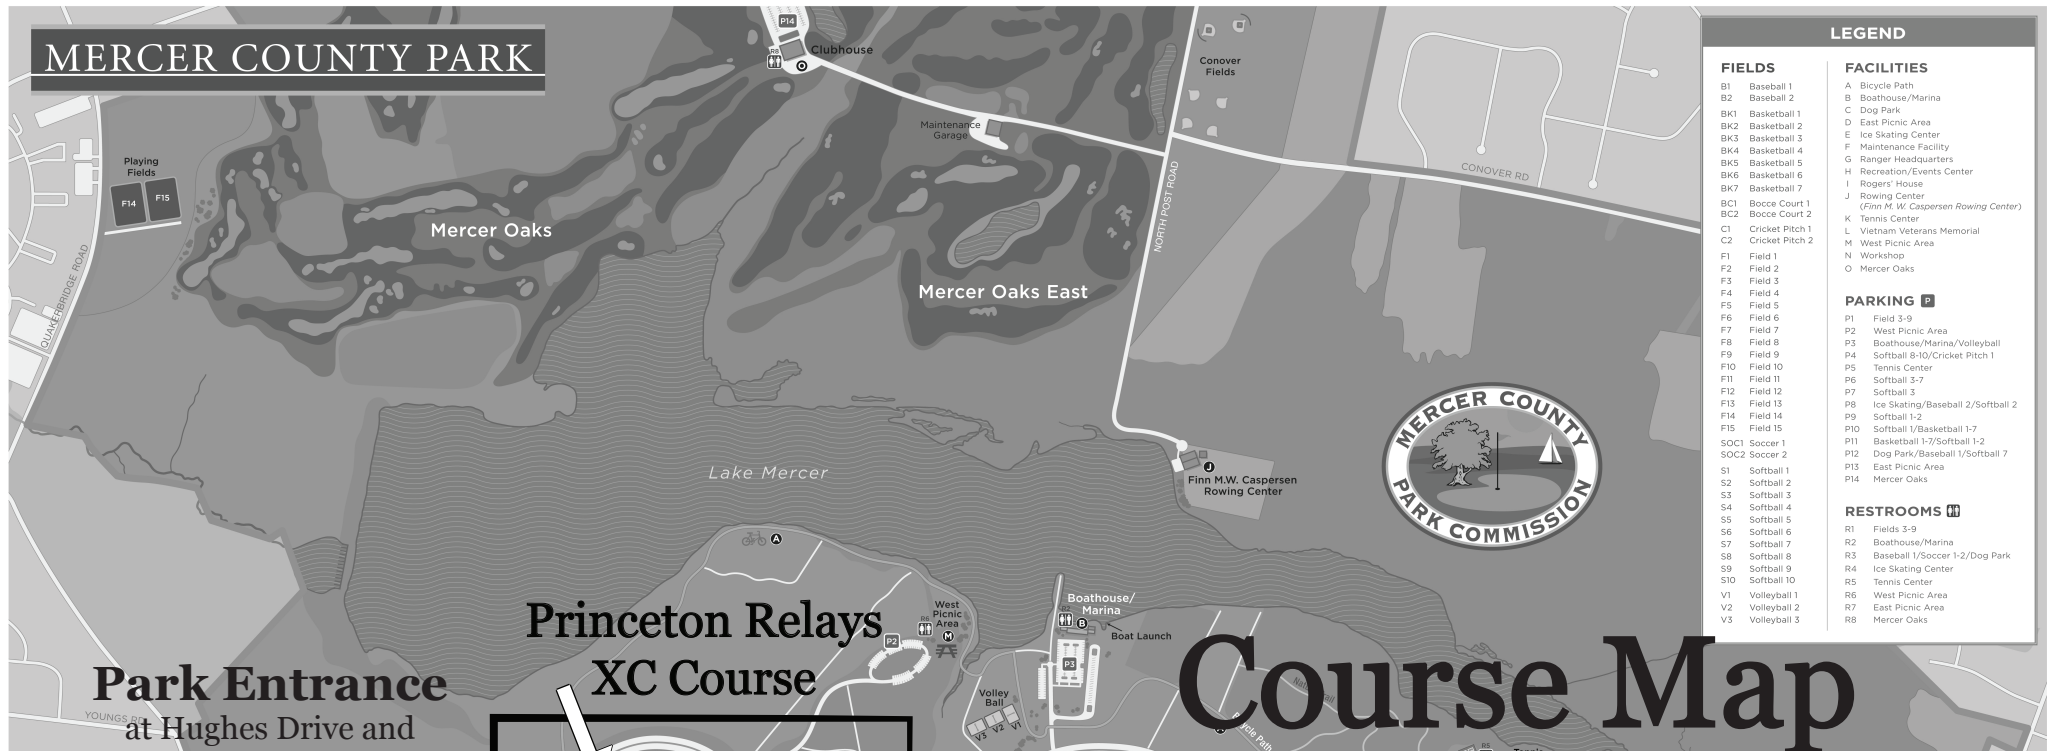 MERCER COUNTY PARK
P14
R8
Clubhouse
O
Conover
Fields
Maintenance
Garage
Playing
Fields
F14
F15
CONOVER RD
NORTH POST ROAD
QUAKERBRIDGE ROAD
Mercer Oaks
Mercer Oaks East
Lake Mercer
J
Finn M.W. Caspersen
Rowing Center
MERCER COUNTY
PARK COMMISSION
A
West
Picnic
Area
R6
M
P2
Boathouse/
Marina
R2
B
Boat Launch
P3
Volley
Ball
V3 V2 V1
Nature Trail
Bicycle Path
R5
Princeton Relays
XC Course
Park Entrance
at Hughes Drive and
YOUNGS RD
Course Map
LEGEND
FIELDS
B1 Baseball 1
B2 Baseball 2
BK1 Basketball 1
BK2 Basketball 2
BK3 Basketball 3
BK4 Basketball 4
BK5 Basketball 5
BK6 Basketball 6
BK7 Basketball 7
BC1 Bocce Court 1
BC2 Bocce Court 2
C1 Cricket Pitch 1
C2 Cricket Pitch 2
F1 Field 1
F2 Field 2
F3 Field 3
F4 Field 4
F5 Field 5
F6 Field 6
F7 Field 7
F8 Field 8
F9 Field 9
F10 Field 10
F11 Field 11
F12 Field 12
F13 Field 13
F14 Field 14
F15 Field 15
SOC1 Soccer 1
SOC2 Soccer 2
S1 Softball 1
S2 Softball 2
S3 Softball 3
S4 Softball 4
S5 Softball 5
S6 Softball 6
S7 Softball 7
S8 Softball 8
S9 Softball 9
S10 Softball 10
V1 Volleyball 1
V2 Volleyball 2
V3 Volleyball 3
FACILITIES
A Bicycle Path
B Boathouse/Marina
C Dog Park
D East Picnic Area
E Ice Skating Center
F Maintenance Facility
G Ranger Headquarters
H Recreation/Events Center
I Rogers' House
J Rowing Center
(Finn M. W. Caspersen Rowing Center)
K Tennis Center
L Vietnam Veterans Memorial
M West Picnic Area
N Workshop
O Mercer Oaks
PARKING P
P1 Field 3-9
P2 West Picnic Area
P3 Boathouse/Marina/Volleyball
P4 Softball 8-10/Cricket Pitch 1
P5 Tennis Center
P6 Softball 3-7
P7 Softball 3
P8 Ice Skating/Baseball 2/Softball 2
P9 Softball 1-2
P10 Softball 1/Basketball 1-7
P11 Basketball 1-7/Softball 1-2
P12 Dog Park/Baseball 1/Softball 7
P13 East Picnic Area
P14 Mercer Oaks
RESTROOMS
R1 Fields 3-9
R2 Boathouse/Marina
R3 Baseball 1/Soccer 1-2/Dog Park
R4 Ice Skating Center
R5 Tennis Center
R6 West Picnic Area
R7 East Picnic Area
R8 Mercer Oaks